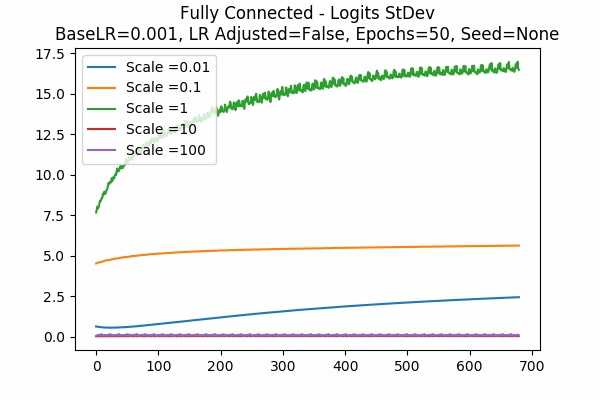 Fully Connected - Logits StDev
BaseLR=0.001, LR Adjusted=False, Epochs=50, Seed=None
17.5
15.0
12.5
10.0
7.5
5.0
2.5
0.0
Scale =0.01
Scale =0.1
Scale =1
Scale =10
Scale =100
0 100 200 300 400 500 600 700